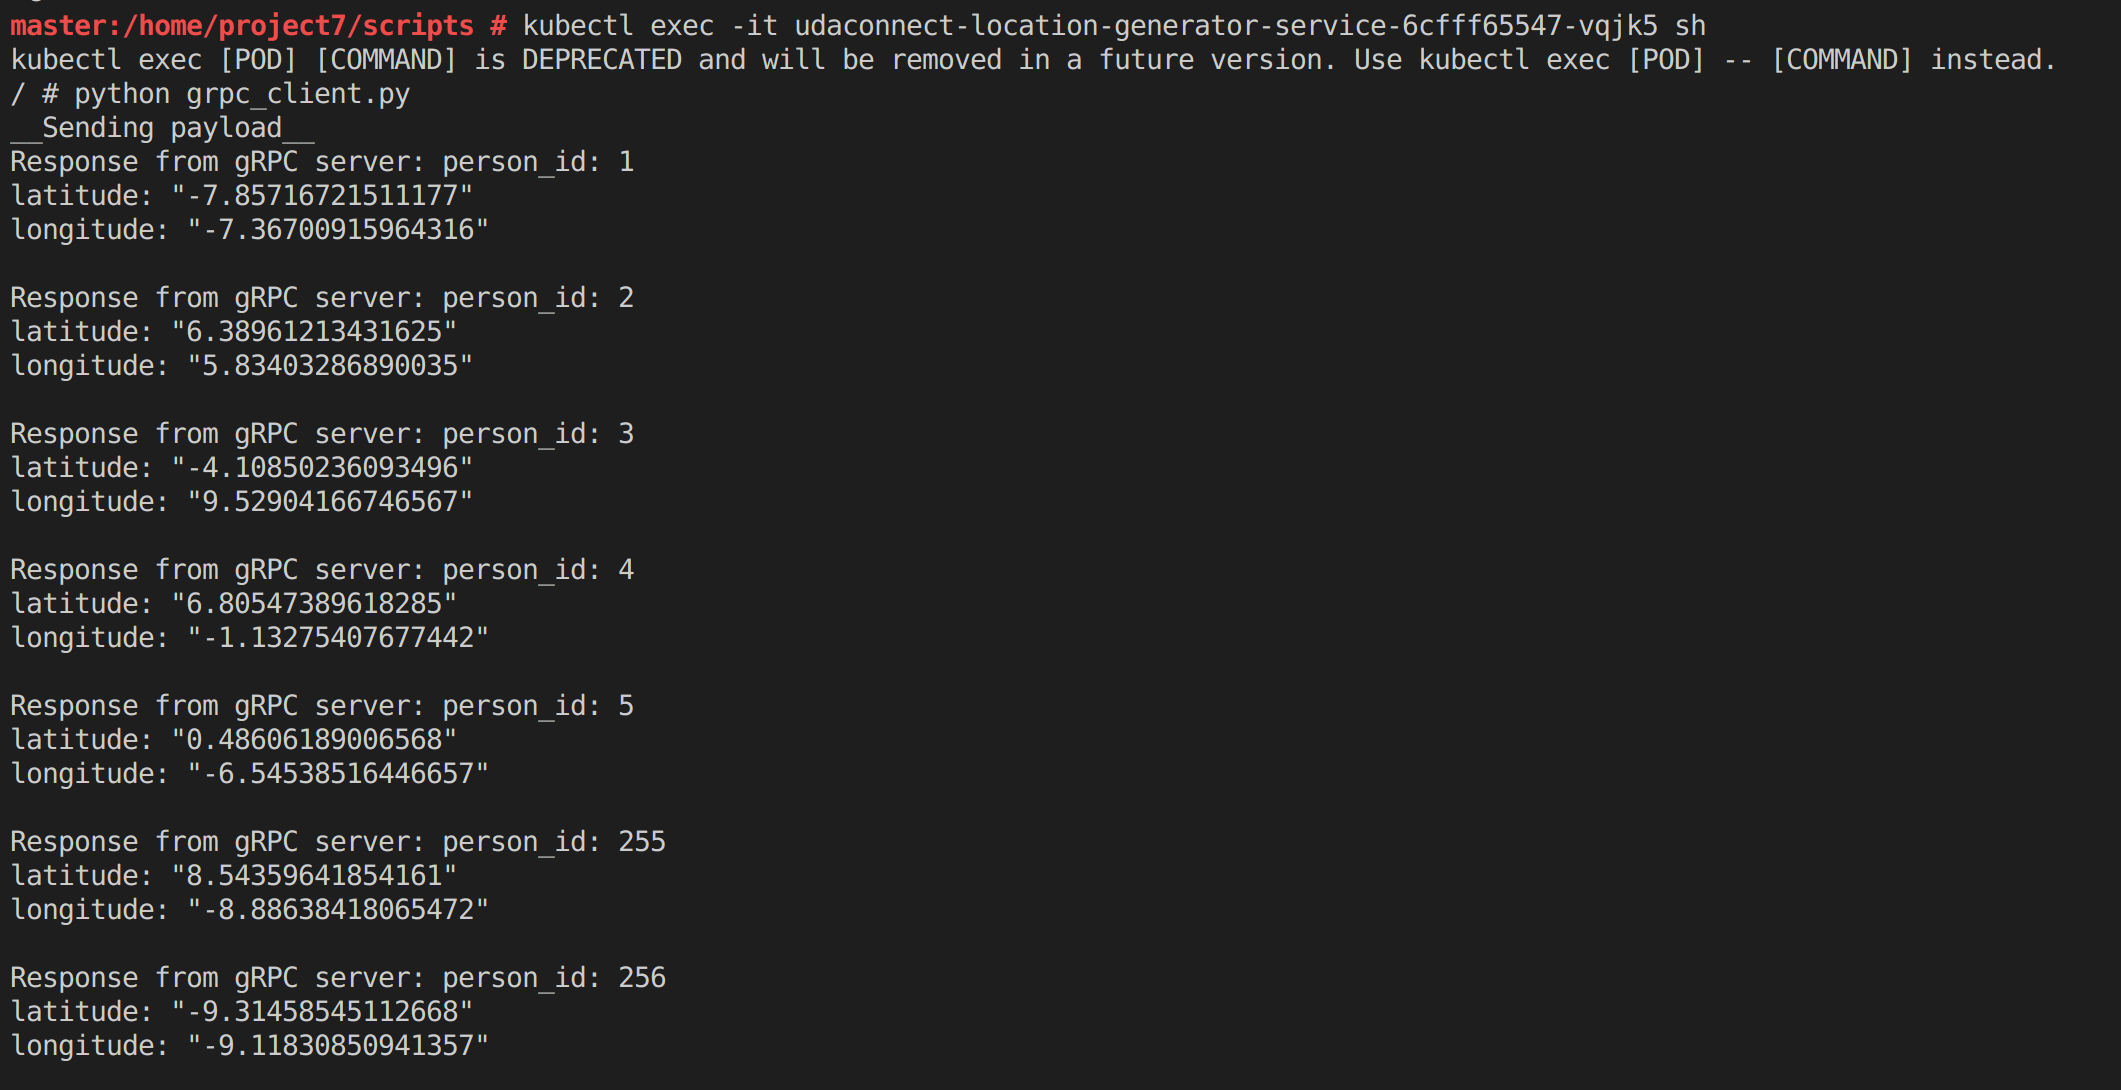 master:/home/project7/scripts # kubectl exec -it udaconnect-location-generator-service-6cfff65547-vqjk5 sh
kubectl exec [POD] [COMMAND] is DEPRECATED and will be removed in a future version. Use kubectl exec [POD] -- [COMMAND] instead.
/ # python grpc_client.py
__Sending payload__
Response from gRPC server: person_id: 1
latitude: "-7.85716721511177"
longitude: "-7.36700915964316"

Response from gRPC server: person_id: 2
latitude: "6.38961213431625"
longitude: "5.83403286890035"

Response from gRPC server: person_id: 3
latitude: "-4.10850236093496"
longitude: "9.52904166746567"

Response from gRPC server: person_id: 4
latitude: "6.80547389618285"
longitude: "-1.13275407677442"

Response from gRPC server: person_id: 5
latitude: "0.48606189006568"
longitude: "-6.54538516446657"

Response from gRPC server: person_id: 255
latitude: "8.54359641854161"
longitude: "-8.88638418065472"

Response from gRPC server: person_id: 256
latitude: "-9.31458545112668"
longitude: "-9.11830850941357"